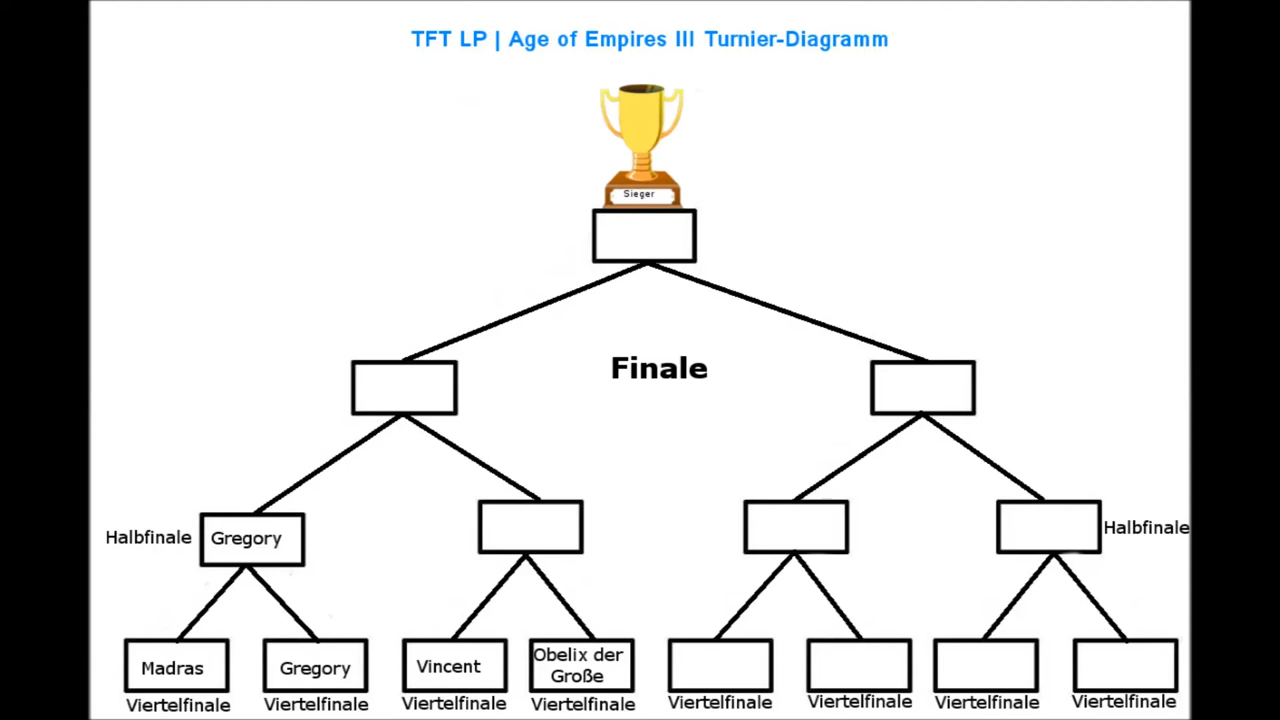 TFT LP | Age of Empires III Turnier-Diagramm
Sieger
Finale
Halbfinale
Gregory
Halbfinale
Madras
Gregory
Vincent
Obelix der
Große
Viertelfinale
Viertelfinale
Viertelfinale
Viertelfinale
Viertelfinale
Viertelfinale
Viertelfinale
Viertelfinale